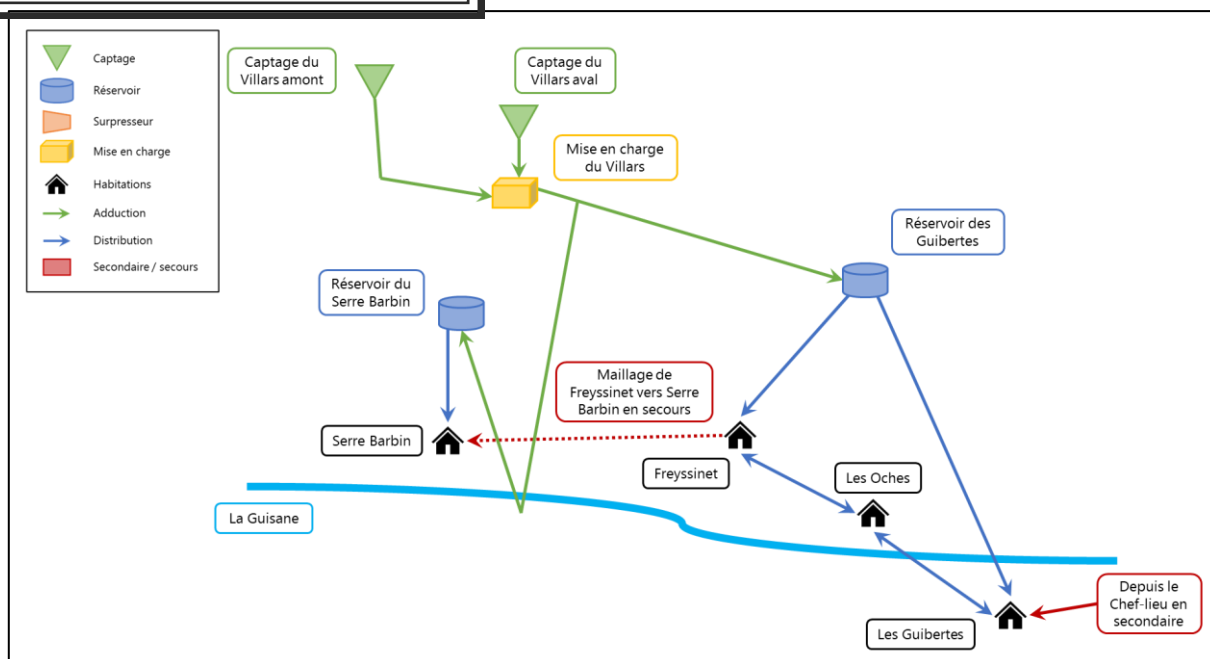 Captage
Réservoir
Surpresseur
Mise en charge
Habitations
Adduction
Distribution
Secondaire / secours
Captage du
Villars amont
Captage du
Villars aval
Mise en charge
du Villars
Réservoir des
Guibertes
Réservoir du
Serre Barbin
Maillage de
Freyssinet vers Serre
Barbin en secours
Serre Barbin
Freyssinet
Les Oches
La Guisane
Depuis le
Chef-lieu en
secondaire
Les Guibertes